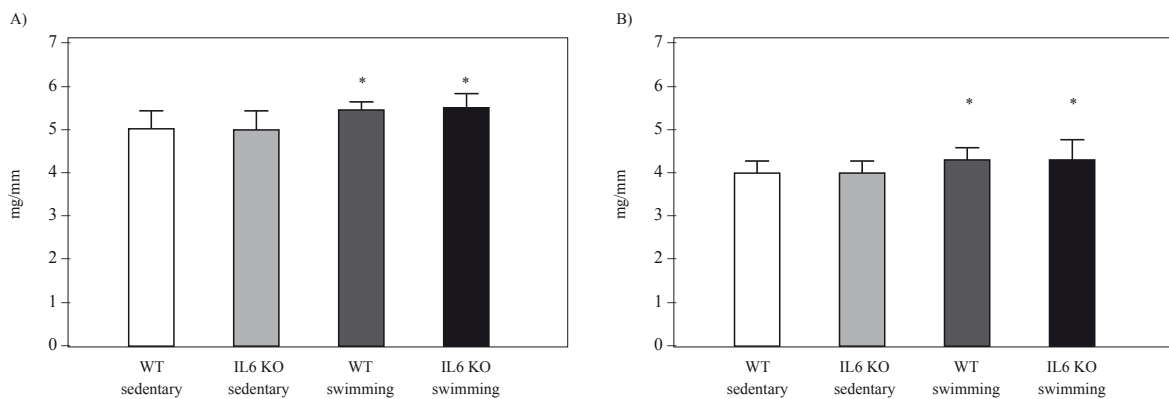 A)
mg/mm
7
6
5
4
3
2
1
0
*
*
WT
sedentary
IL6 KO
sedentary
WT
swimming
IL6 KO
swimming
B)
mg/mm
7
6
5
4
3
2
1
0
*
*
WT
sedentary
IL6 KO
sedentary
WT
swimming
IL6 KO
swimming